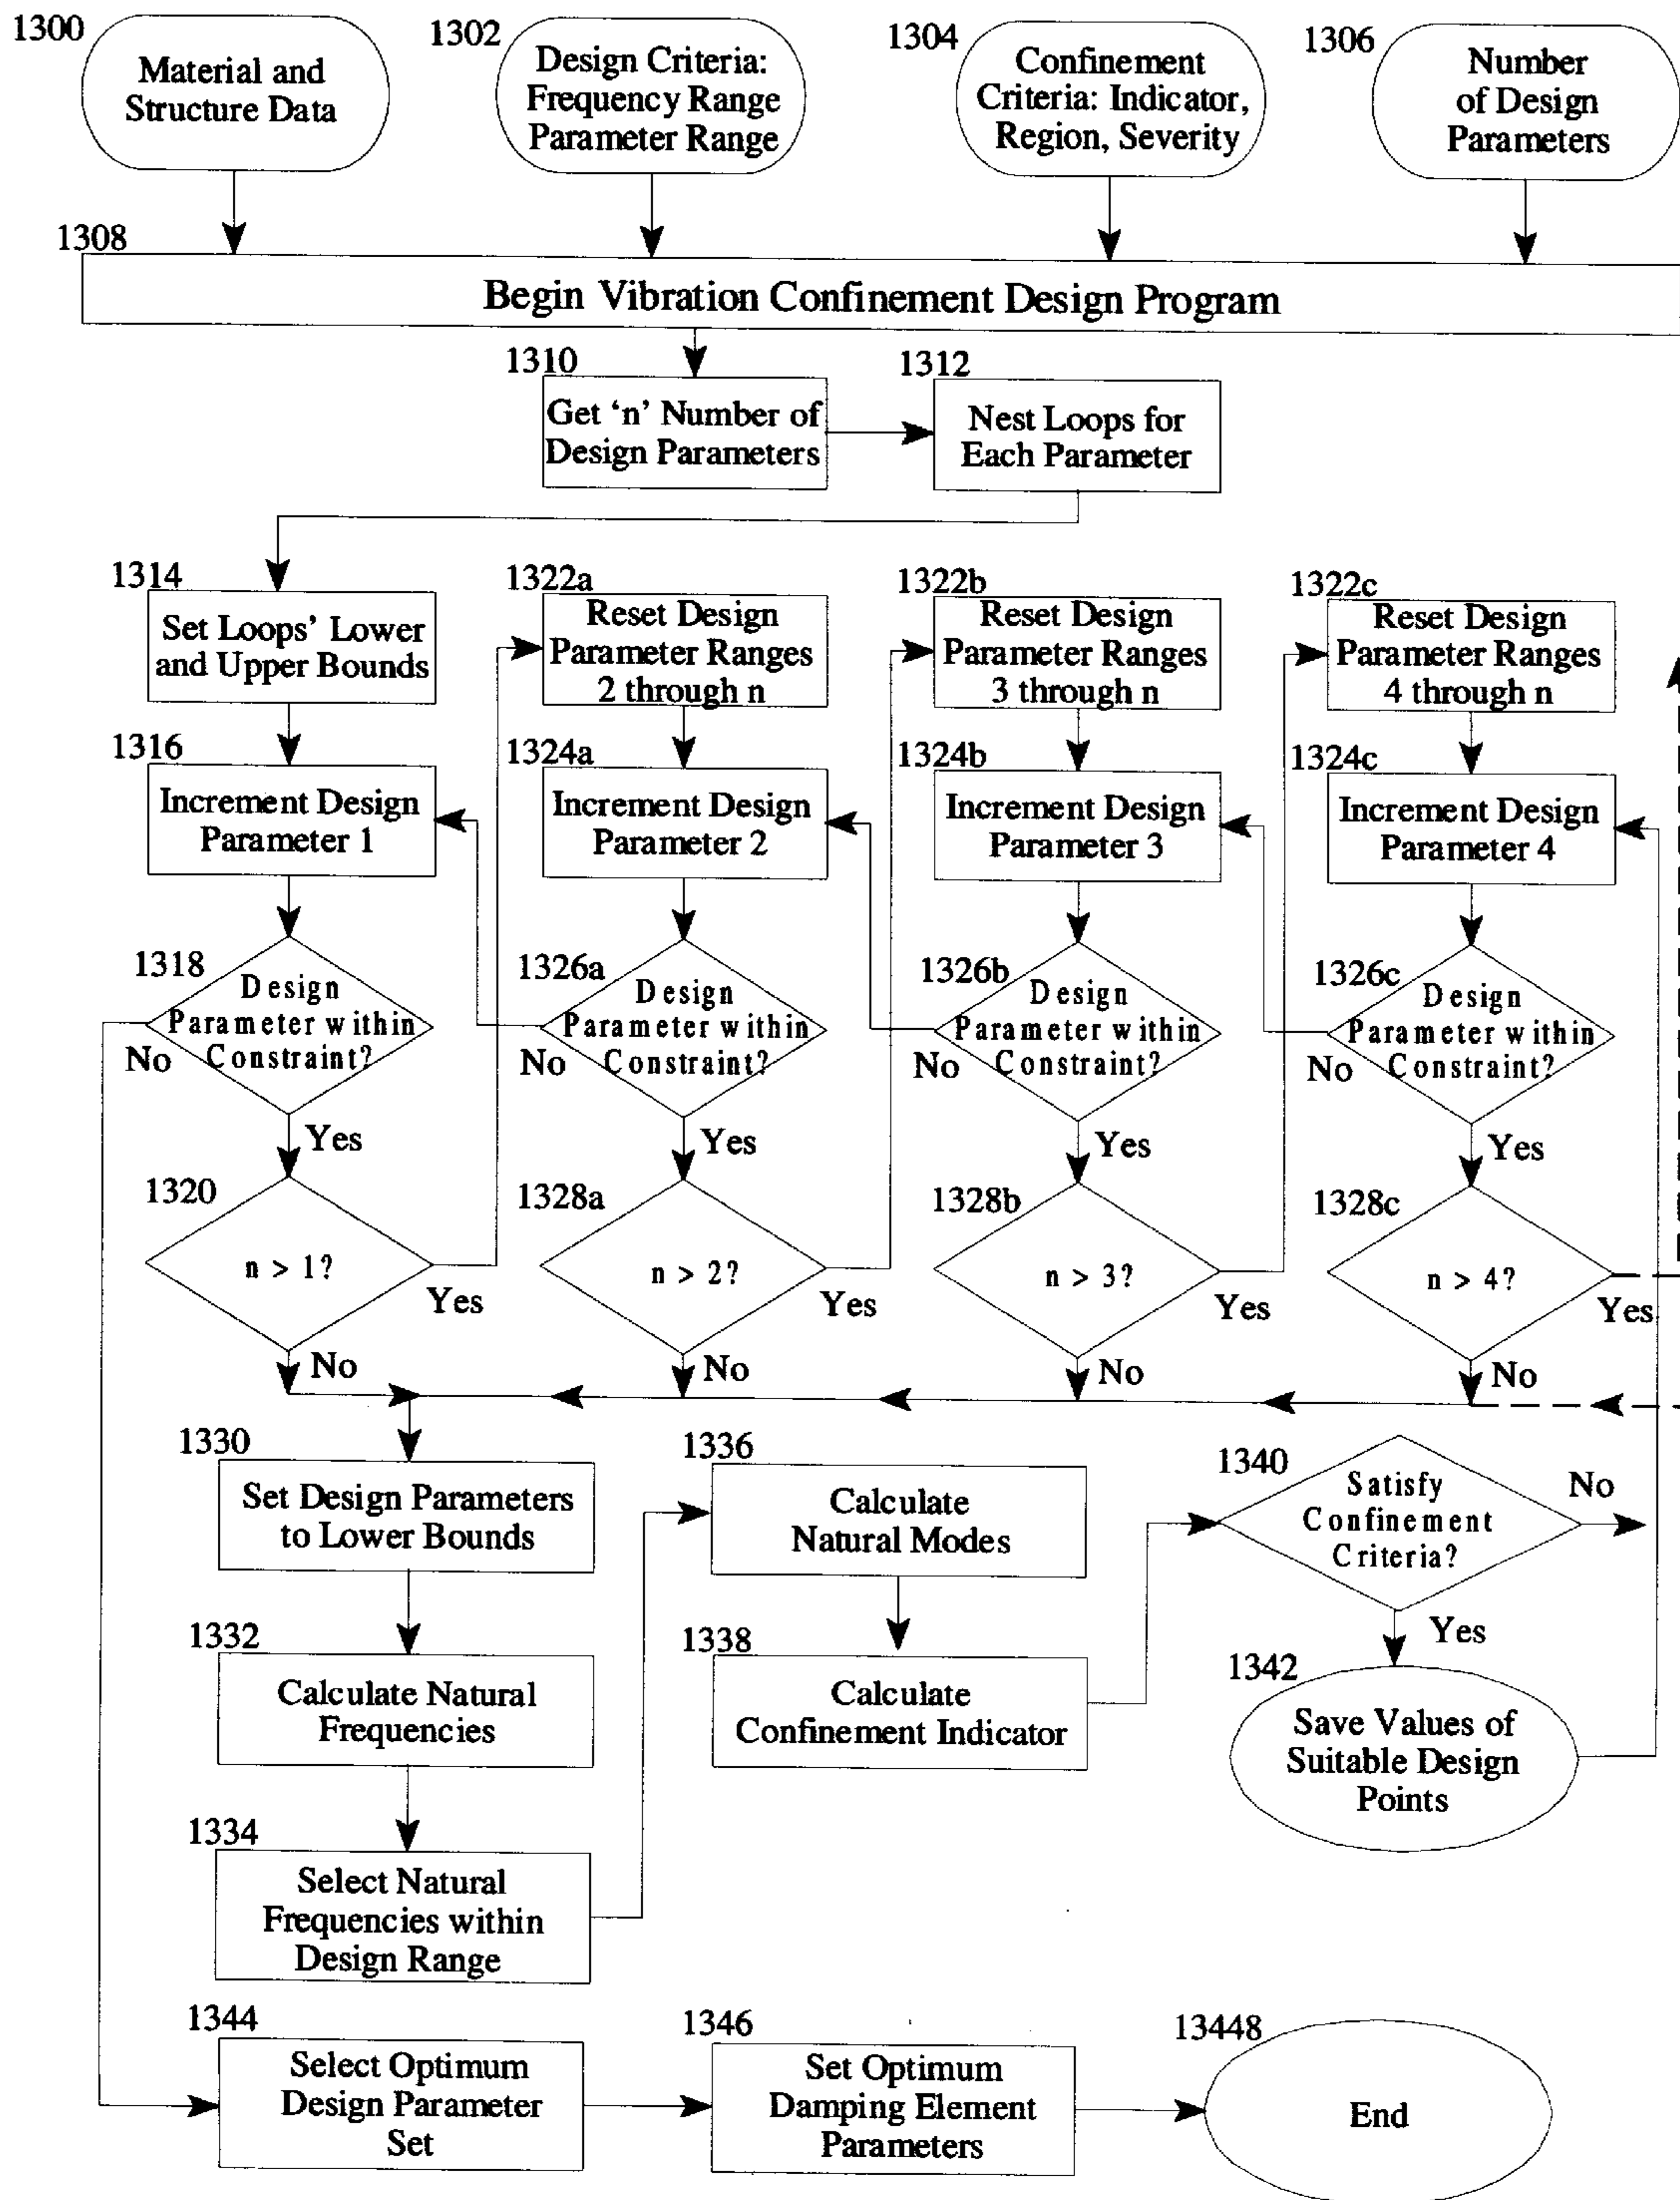 1300
Material and
Structure Data
1302
Design Criteria:
Frequency Range
Parameter Range
1304
Confinement
Criteria: Indicator,
Region, Severity
1306
Number
of Design
Parameters
1308
Begin Vibration Confinement Design Program
1310
Get ‘n’ Number of
Design Parameters
1312
Nest Loops for
Each Parameter
1314
Set Loops’ Lower
and Upper Bounds
1322a
Reset Design
Parameter Ranges
2 through n
1322b
Reset Design
Parameter Ranges
3 through n
1322c
Reset Design
Parameter Ranges
4 through n
1316
Increment Design
Parameter 1
1324a
Increment Design
Parameter 2
1324b
Increment Design
Parameter 3
1324c
Increment Design
Parameter 4
1318
Design
Parameter within
Constraint?
No
Yes
1326a
Design
Parameter within
Constraint?
No
Yes
1326b
Design
Parameter within
Constraint?
No
Yes
1326c
Design
Parameter within
Constraint?
No
Yes
1320
n > 1?
Yes
No
1328a
n > 2?
Yes
No
1328b
n > 3?
Yes
No
1328c
n > 4?
Yes
No
1330
Set Design Parameters
to Lower Bounds
1332
Calculate Natural
Frequencies
1334
Select Natural
Frequencies within
Design Range
1336
Calculate
Natural Modes
1338
Calculate
Confinement Indicator
1340
Satisfy
Confinement
Criteria?
No
Yes
1342
Save Values of
Suitable Design
Points
1344
Select Optimum
Design Parameter
Set
1346
Set Optimum
Damping Element
Parameters
13448
End